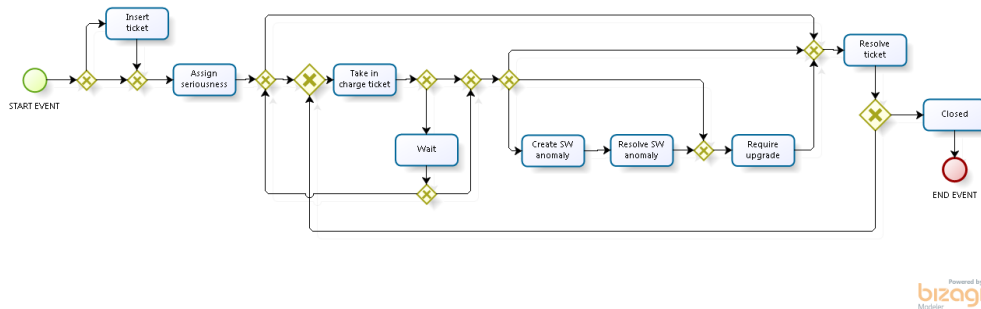 Insert
ticket
Assign
seriousness
START EVENT
Take in
charge ticket
Wait
Create SW
anomaly
Resolve SW
anomaly
Require
upgrade
Resolve
ticket
Closed
END EVENT
Powered by
bizagi
Modeler